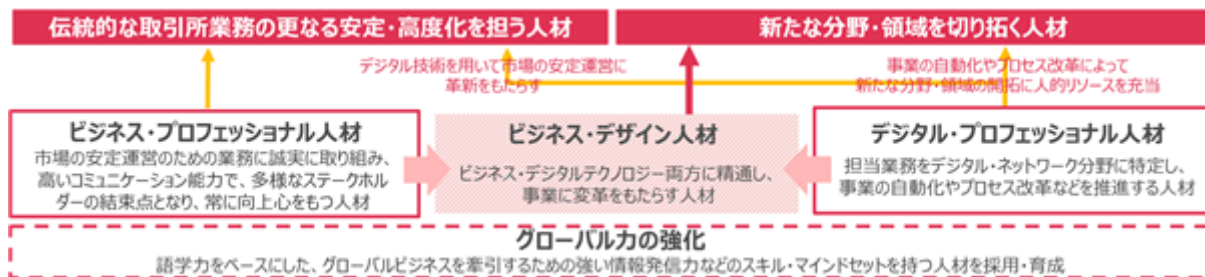 伝統的な取引所業務の更なる安定・高度化を担う人材
新たな分野・領域を切り拓く人材
デジタル技術を用いて市場の安定運営に
革新をもたらす
事業の自動化やプロセス改革によって
新たな分野・領域の開拓に人的リソースを充当
ビジネス・プロフェッショナル人材
市場の安定運営のための業務に誠実に取り組み、
高いコミュニケーション能力で、多様なステークホル
ダーの結束点となり、常に向上心をもつ人材
ビジネス・デザイン人材
ビジネス・デジタルテクノロジー両方に精通し、
事業に変革をもたらす人材
デジタル・プロフェッショナル人材
担当業務をデジタル・ネットワーク分野に特定し、
事業の自動化やプロセス改革などを推進する人材
グローバル力の強化
語学力をベースにした、グローバルビジネスを牽引するための強い情報発信力などのスキル・マインドセットを持つ人材を採用・育成